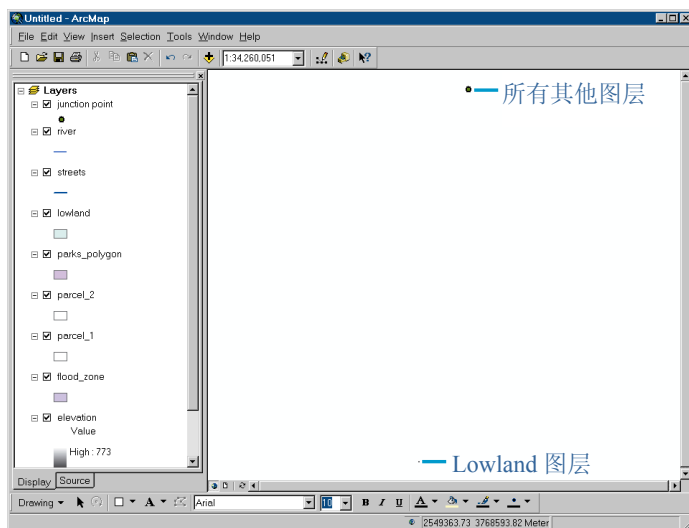 Untitled - ArcMap
File Edit View Insert Selection Tools Window Help
1:34,260,051
Layers
junction point
river
streets
lowland
parks_polygon
parcel_2
parcel_1
flood_zone
elevation
Value
High : 773
Display Source
所有其他图层
Lowland 图层
Drawing A Arial 10 B I U A
2549363.73 3768593.82 Meter